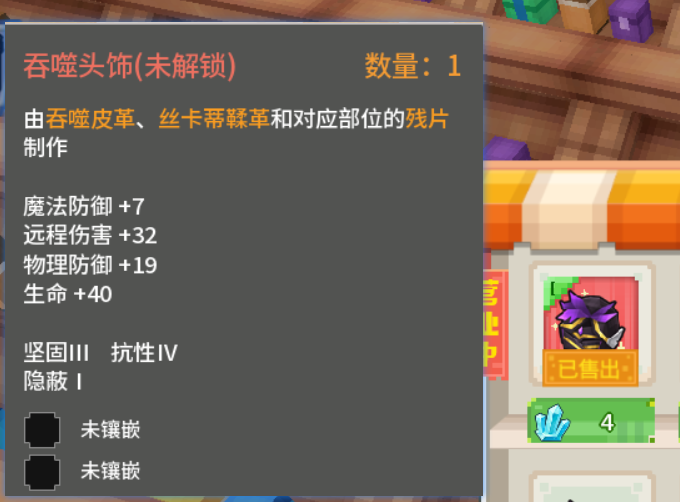 吞噬头饰(未解锁)
数量：1
由吞噬皮革、丝卡蒂鞣革和对应部位的残片
制作
魔法防御 +7
远程伤害 +32
物理防御 +19
生命 +40
坚固III 抗性IV
隐蔽 I
未镶嵌
未镶嵌
营业中
已售出
4